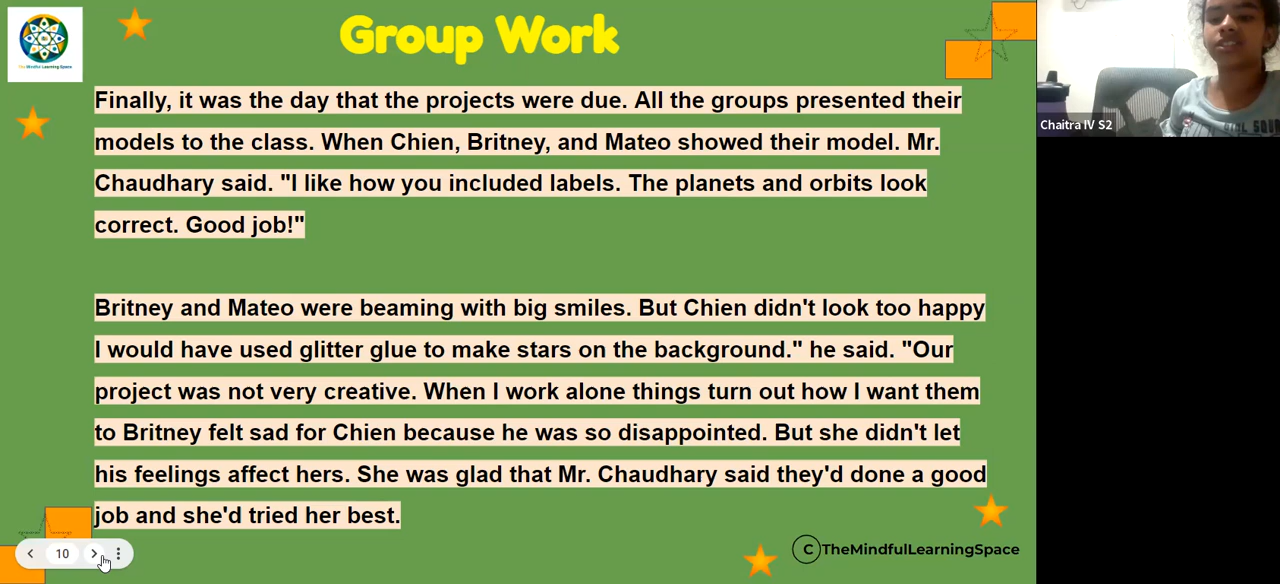 Group Work
The Mindful Learning Space
Finally, it was the day that the projects were due. All the groups presented their
models to the class. When Chien, Britney, and Mateo showed their model. Mr.
Chaudhary said. "I like how you included labels. The planets and orbits look
correct. Good job!"
Britney and Mateo were beaming with big smiles. But Chien didn't look too happy
I would have used glitter glue to make stars on the background." he said. "Our
project was not very creative. When I work alone things turn out how I want them
to Britney felt sad for Chien because he was so disappointed. But she didn't let
his feelings affect hers. She was glad that Mr. Chaudhary said they'd done a good
job and she'd tried her best.
10
C TheMindfulLearningSpace
Chaitra IV S2